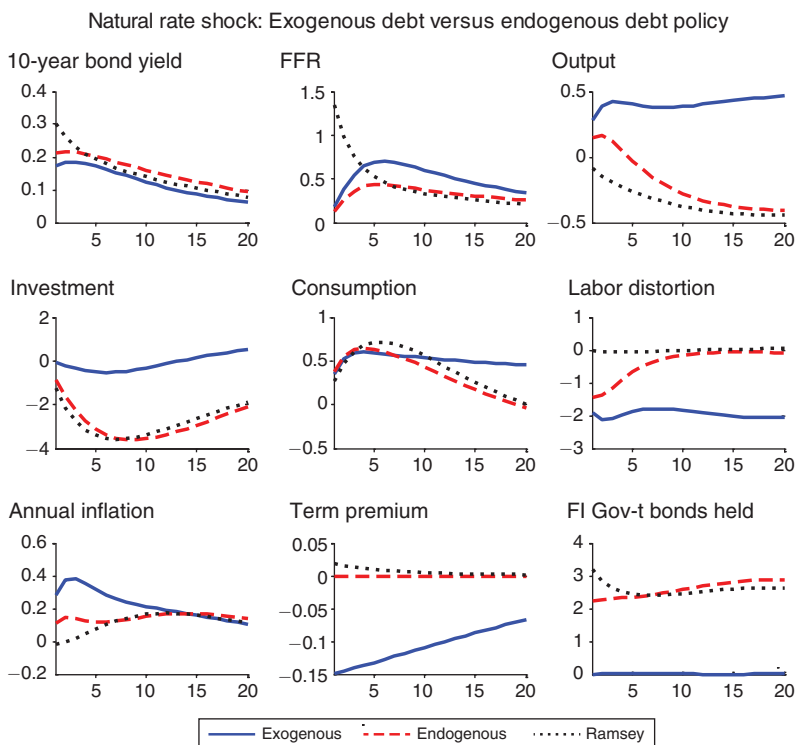 Natural rate shock: Exogenous debt versus endogenous debt policy
10-year bond yield
FFR
Output
0.4
0.3
0.2
0.1
0
5 10 15 20
1.5
1
0.5
0
5 10 15 20
0.5
0
−0.5
5 10 15 20
Investment
Consumption
Labor distortion
2
0
−2
−4
5 10 15 20
1
0.5
0
−0.5
5 10 15 20
1
0
−1
−2
−3
5 10 15 20
Annual inflation
Term premium
FI Gov-t bonds held
0.6
0.4
0.2
0
−0.2
5 10 15 20
0.05
0
−0.05
−0.1
−0.15
5 10 15 20
4
3
2
1
0
5 10 15 20
Exogenous Endogenous Ramsey